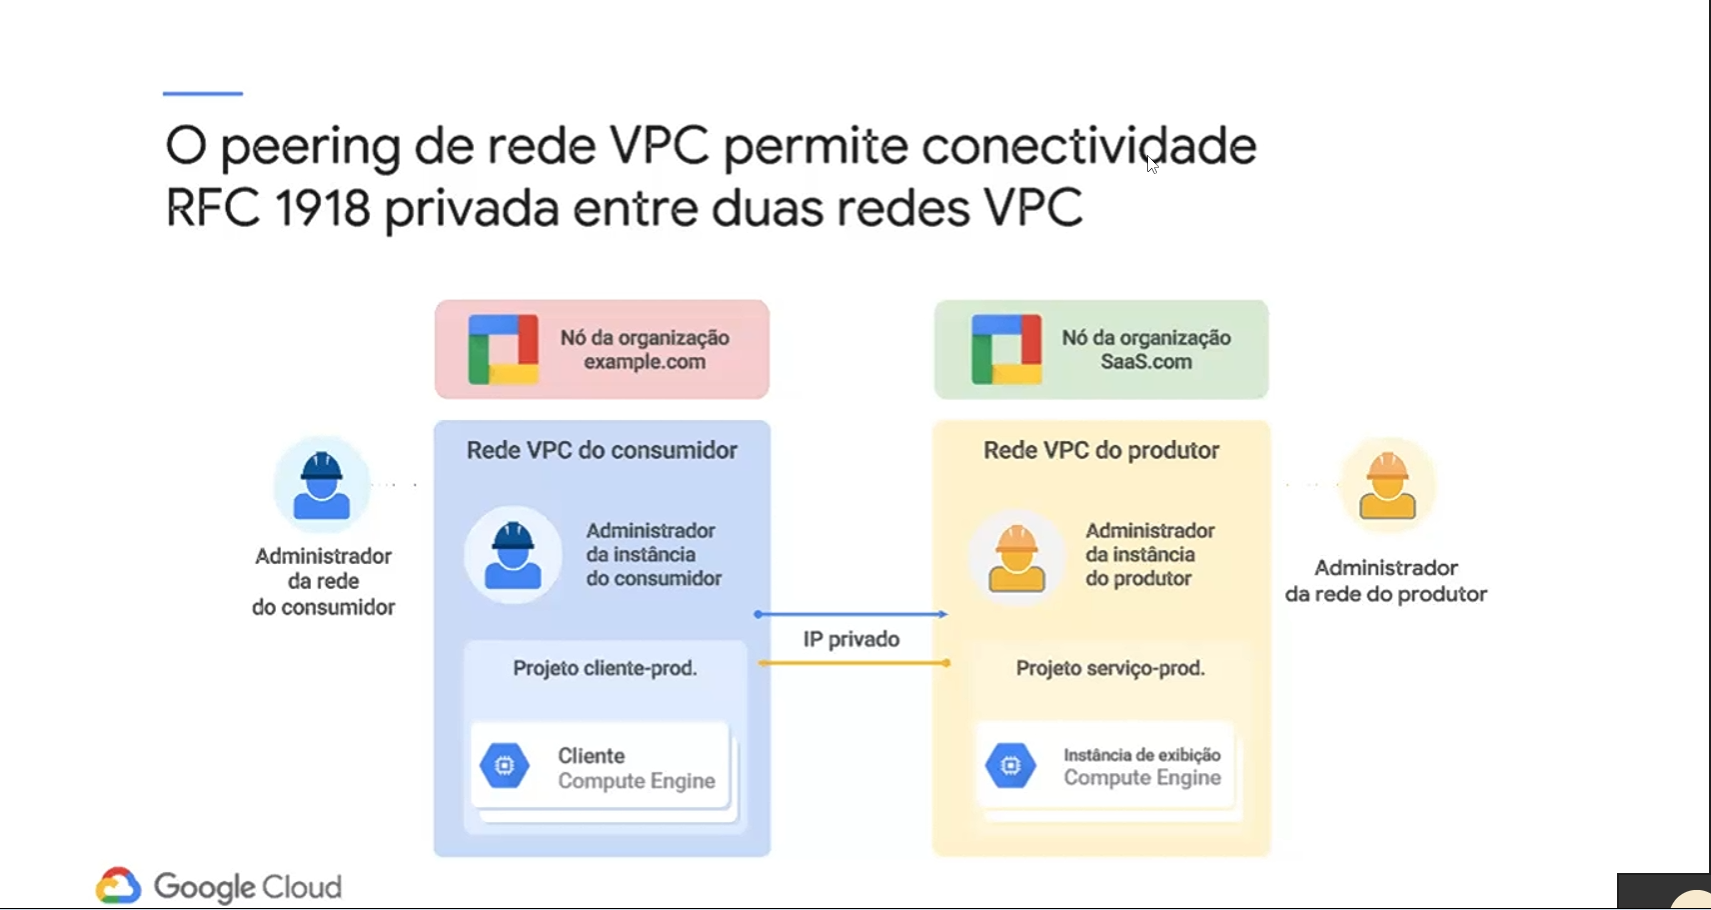 O peering de rede VPC permite conectividade
RFC 1918 privada entre duas redes VPC
Nó da organização
example.com
Nó da organização
SaaS.com
Rede VPC do consumidor
Rede VPC do produtor
Administrador
da rede
do consumidor
Administrador
da instância
do consumidor
Administrador
da instância
do produtor
Administrador
da rede do produtor
IP privado
Projeto cliente-prod.
Projeto serviço-prod.
Cliente
Compute Engine
Instância de exibição
Compute Engine
Google Cloud